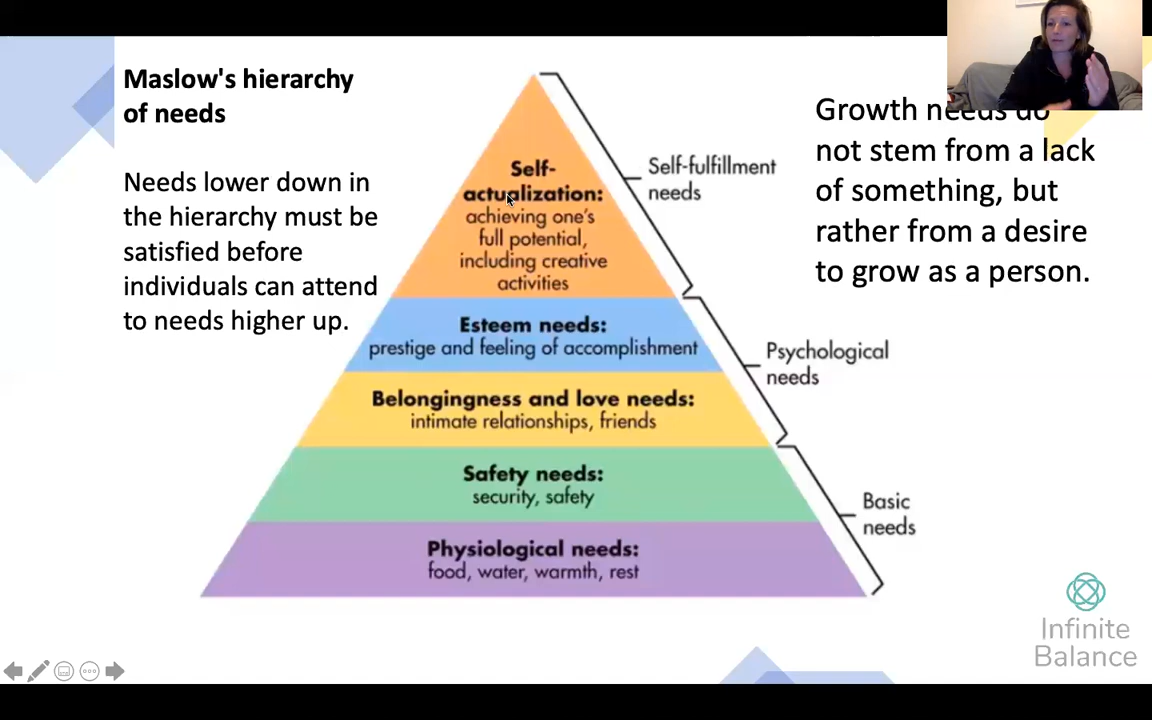 Maslow's hierarchy
of needs
Needs lower down in
the hierarchy must be
satisfied before
individuals can attend
to needs higher up.
Self-
actualization:
achieving one's
full potential,
including creative
activities
Esteem needs:
prestige and feeling of accomplishment
Belongingness and love needs:
intimate relationships, friends
Safety needs:
security, safety
Physiological needs:
food, water, warmth, rest
Self-fulfillment
needs
Psychological
needs
Basic
needs
Growth needs do
not stem from a lack
of something, but
rather from a desire
to grow as a person.
Infinite
Balance